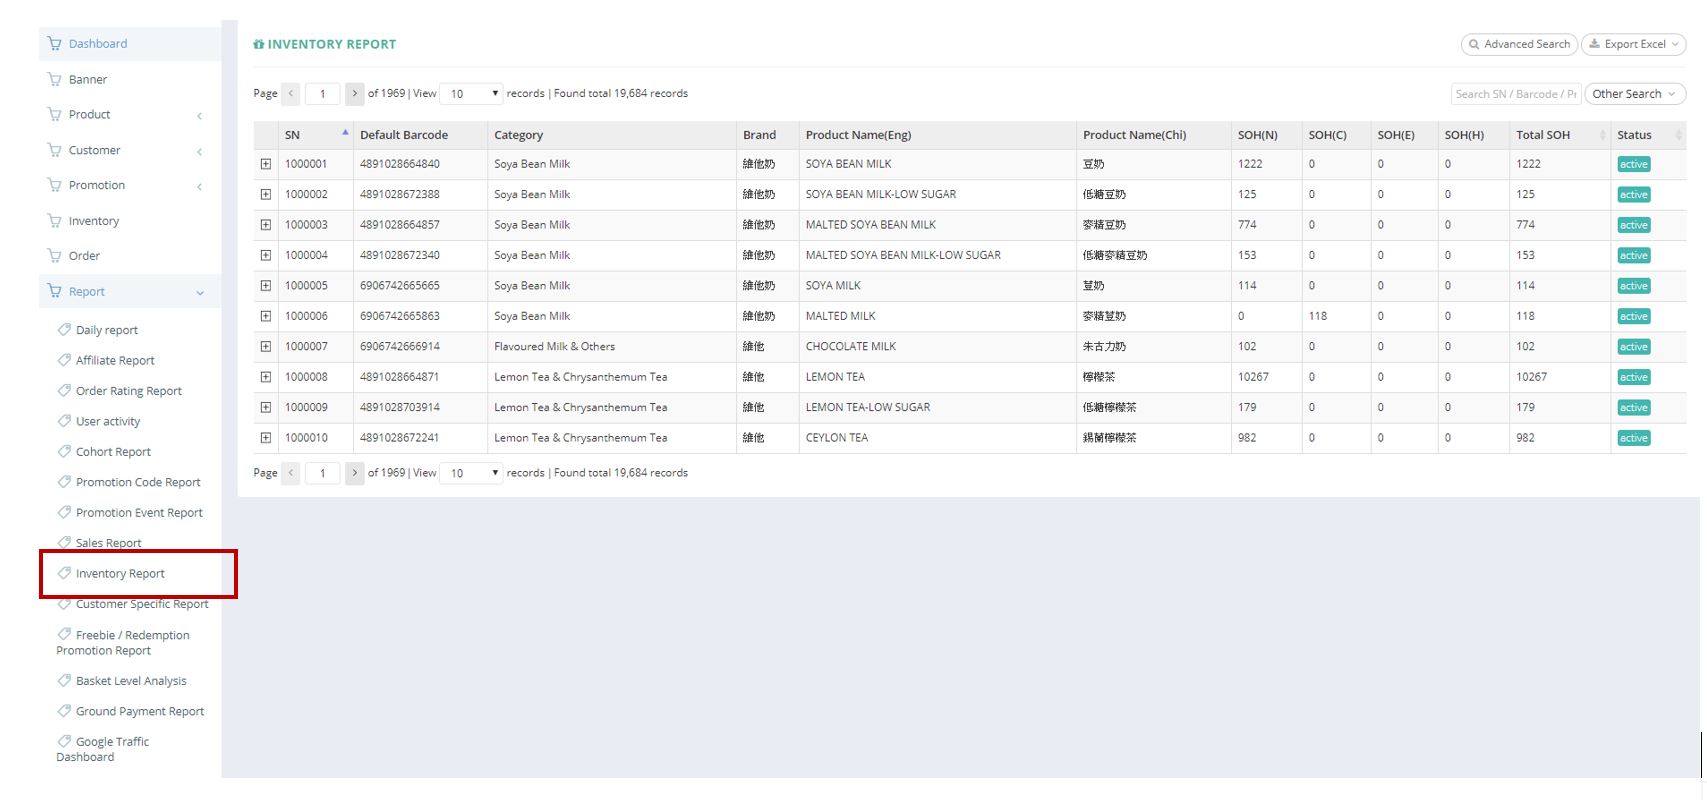 Dashboard
Banner
Product
Customer
Promotion
Inventory
Order
Report
Daily report
Affiliate Report
Order Rating Report
User activity
Cohort Report
Promotion Code Report
Promotion Event Report
Sales Report
Inventory Report
Customer Specific Report
Freebie / Redemption
Promotion Report
Basket Level Analysis
Ground Payment Report
Google Traffic
Dashboard
INVENTORY REPORT
Advanced Search Export Excel
Page 1 of 1969 | View 10 records | Found total 19,684 records
Search SN / Barcode / Pr Other Search
SN Default Barcode Category Brand Product Name(Eng) Product Name(Chi) SOH(N) SOH(C) SOH(E) SOH(H) Total SOH Status
1000001 4891028664840 Soya Bean Milk 維他奶 SOYA BEAN MILK 豆奶 1222 0 0 0 1222 active
1000002 4891028672388 Soya Bean Milk 維他奶 SOYA BEAN MILK-LOW SUGAR 低糖豆奶 125 0 0 0 125 active
1000003 4891028664857 Soya Bean Milk 維他奶 MALTED SOYA BEAN MILK 麥精豆奶 774 0 0 0 774 active
1000004 4891028672340 Soya Bean Milk 維他奶 MALTED SOYA BEAN MILK-LOW SUGAR 低糖麥精豆奶 153 0 0 0 153 active
1000005 6906742665665 Soya Bean Milk 維他奶 SOYA MILK 荳奶 114 0 0 0 114 active
1000006 6906742665863 Soya Bean Milk 維他奶 MALTED MILK 麥精荳奶 0 118 0 0 118 active
1000007 6906742666914 Flavoured Milk & Others 維他 CHOCOLATE MILK 朱古力奶 102 0 0 0 102 active
1000008 4891028664871 Lemon Tea & Chrysanthemum Tea 維他 LEMON TEA 檸檬茶 10267 0 0 0 10267 active
1000009 4891028703914 Lemon Tea & Chrysanthemum Tea 維他 LEMON TEA-LOW SUGAR 低糖檸檬茶 179 0 0 0 179 active
1000010 4891028672241 Lemon Tea & Chrysanthemum Tea 維他 CEYLON TEA 錫蘭檸檬茶 982 0 0 0 982 active
Page 1 of 1969 | View 10 records | Found total 19,684 records